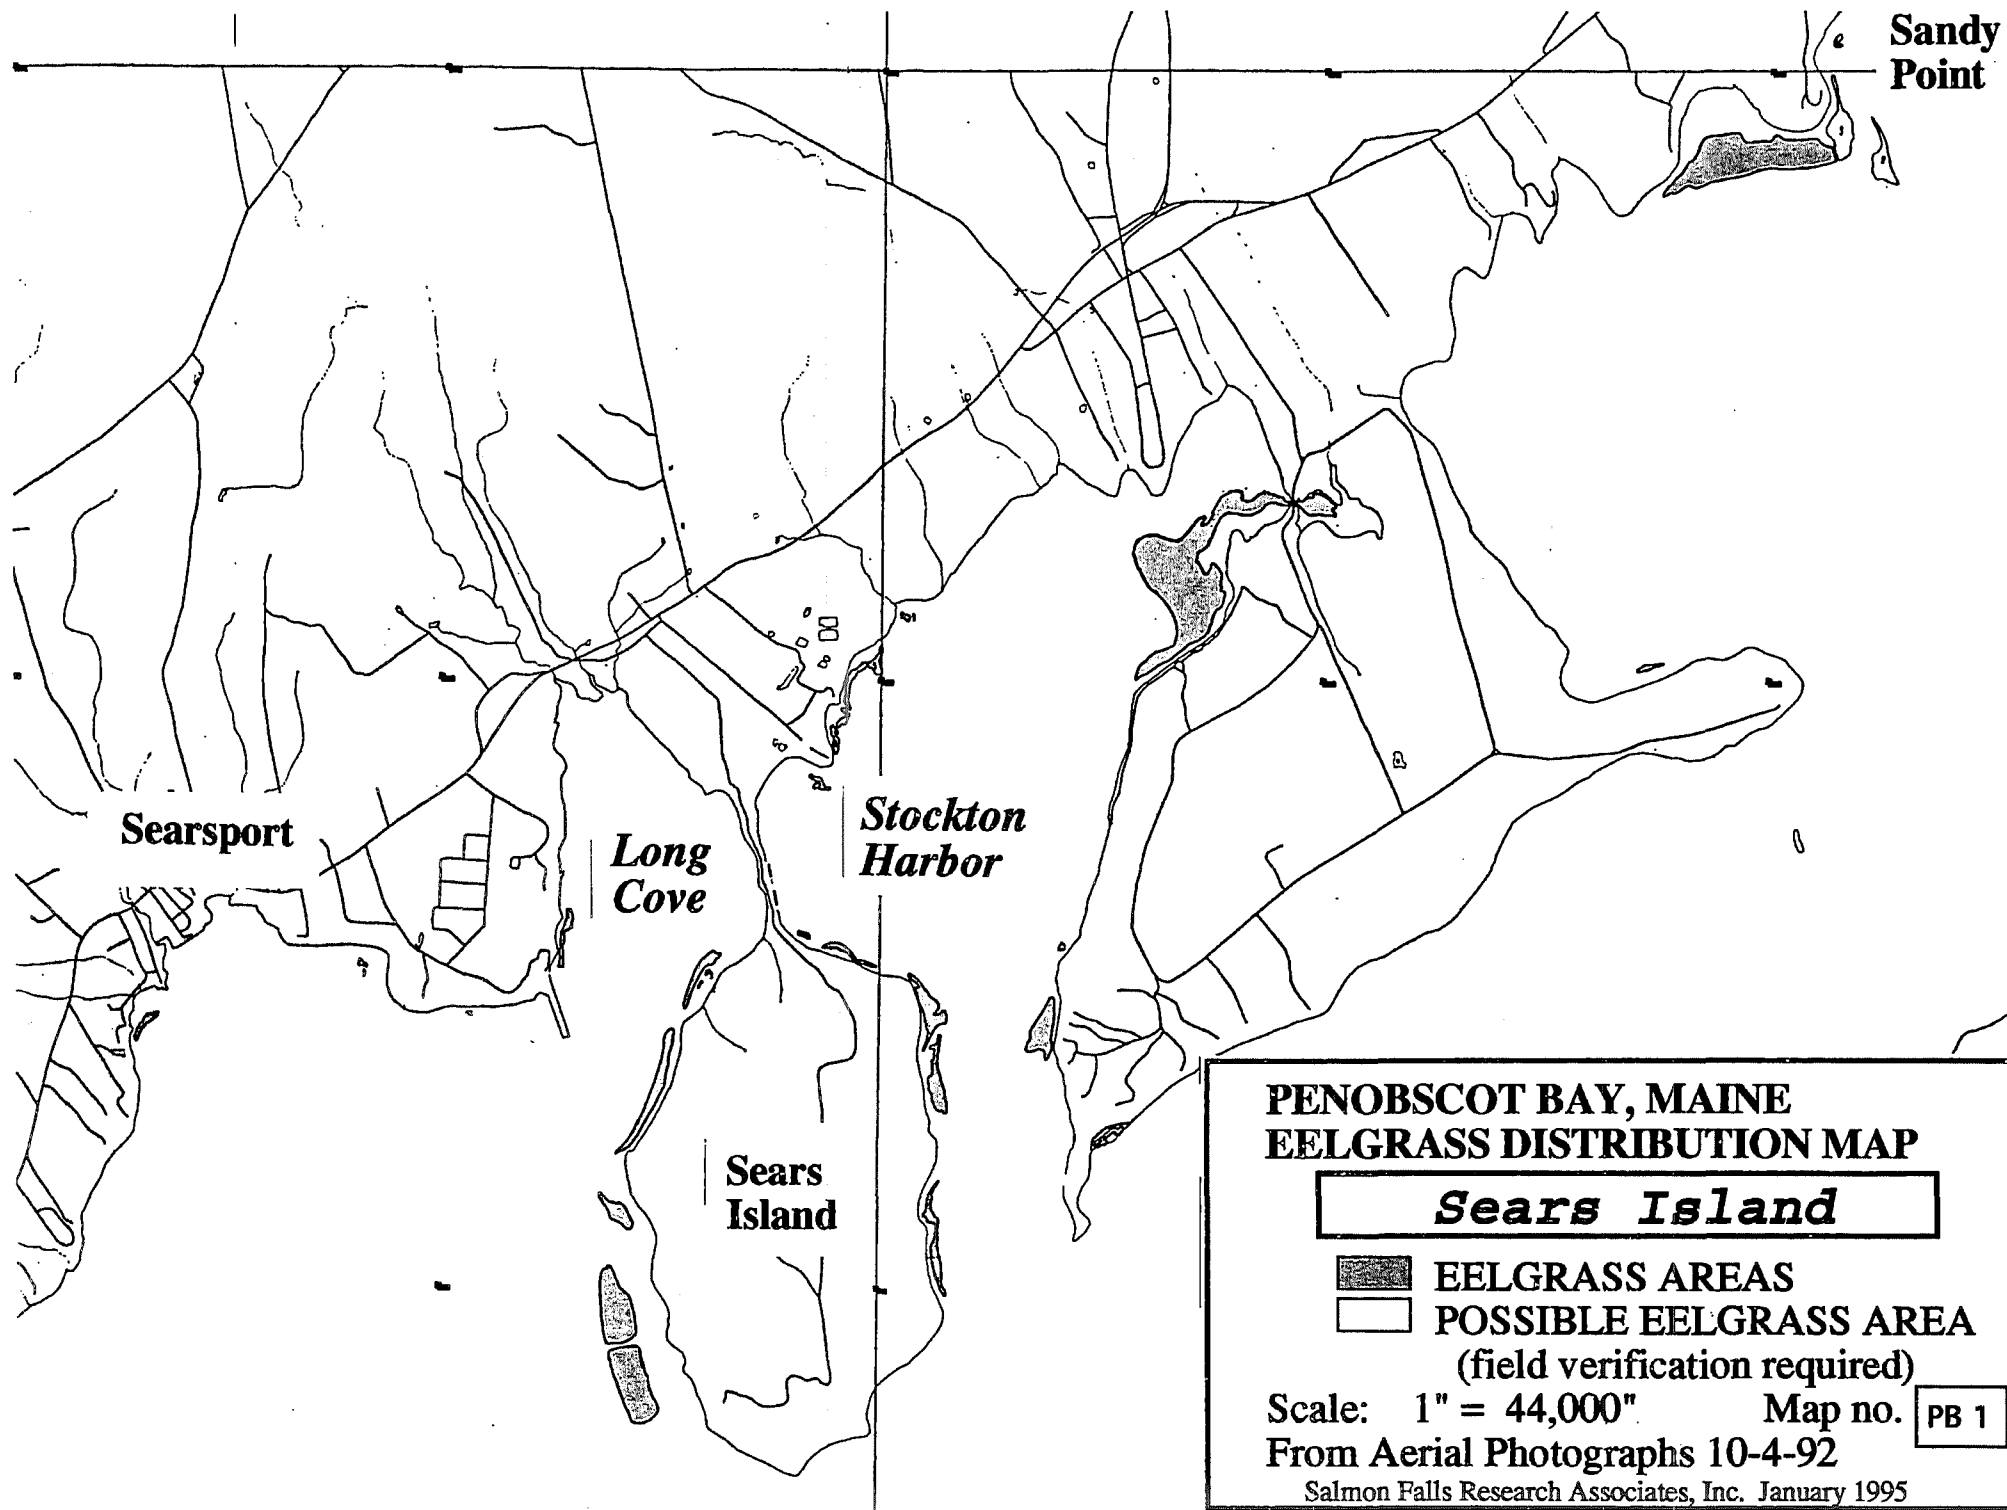 Sandy
Point
Searsport
Long
Cove
Stockton
Harbor
Sears
Island
PENOBSCOT BAY, MAINE
EELGRASS DISTRIBUTION MAP
Sears Island
EELGRASS AREAS
POSSIBLE EELGRASS AREA
(field verification required)
Scale: 1" = 44,000" Map no. PB 1
From Aerial Photographs 10-4-92
Salmon Falls Research Associates, Inc. January 1995